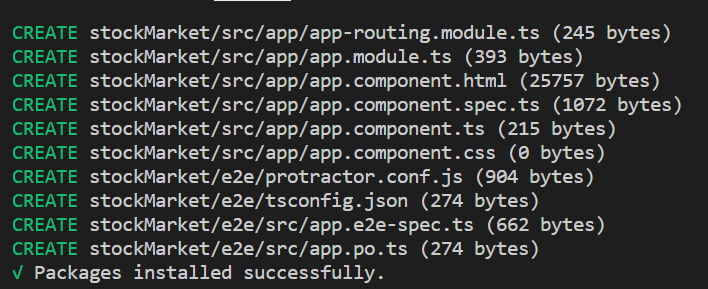 CREATE stockMarket/src/app/app-routing.module.ts (245 bytes)
CREATE stockMarket/src/app/app.module.ts (393 bytes)
CREATE stockMarket/src/app/app.component.html (25757 bytes)
CREATE stockMarket/src/app/app.component.spec.ts (1072 bytes)
CREATE stockMarket/src/app/app.component.ts (215 bytes)
CREATE stockMarket/src/app/app.component.css (0 bytes)
CREATE stockMarket/e2e/protractor.conf.js (904 bytes)
CREATE stockMarket/e2e/tsconfig.json (274 bytes)
CREATE stockMarket/e2e/src/app.e2e-spec.ts (662 bytes)
CREATE stockMarket/e2e/src/app.po.ts (274 bytes)
√ Packages installed successfully.